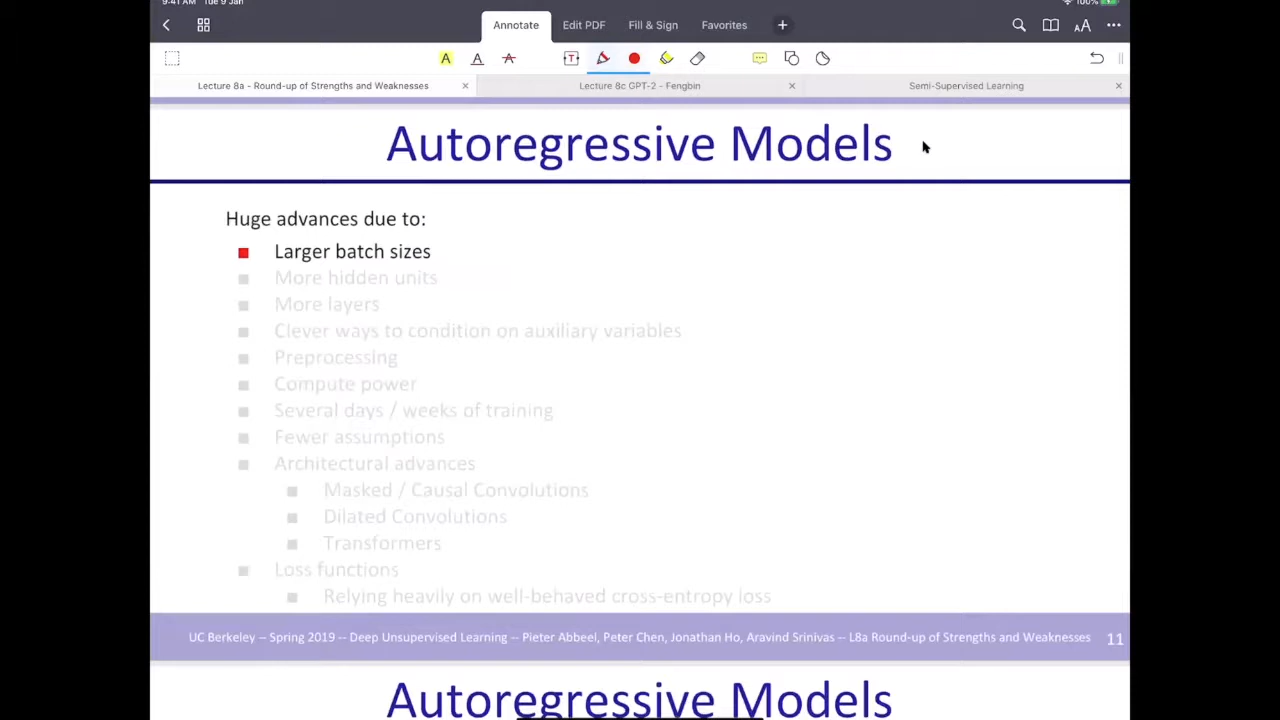 9:41 AM Tue 9 Jan
100%
Annotate
Edit PDF
Fill & Sign
Favorites
+
Lecture 8a - Round-up of Strengths and Weaknesses
Lecture 8c GPT-2 - Fengbin
Semi-Supervised Learning
Autoregressive Models
Huge advances due to:
Larger batch sizes
More hidden units
More layers
Clever ways to condition on auxiliary variables
Preprocessing
Compute power
Several days / weeks of training
Fewer assumptions
Architectural advances
Masked / Causal Convolutions
Dilated Convolutions
Transformers
Loss functions
Relying heavily on well-behaved cross-entropy loss
UC Berkeley -- Spring 2019 -- Deep Unsupervised Learning -- Pieter Abbeel, Peter Chen, Jonathan Ho, Aravind Srinivas -- L8a Round-up of Strengths and Weaknesses 11
Autoregressive Models